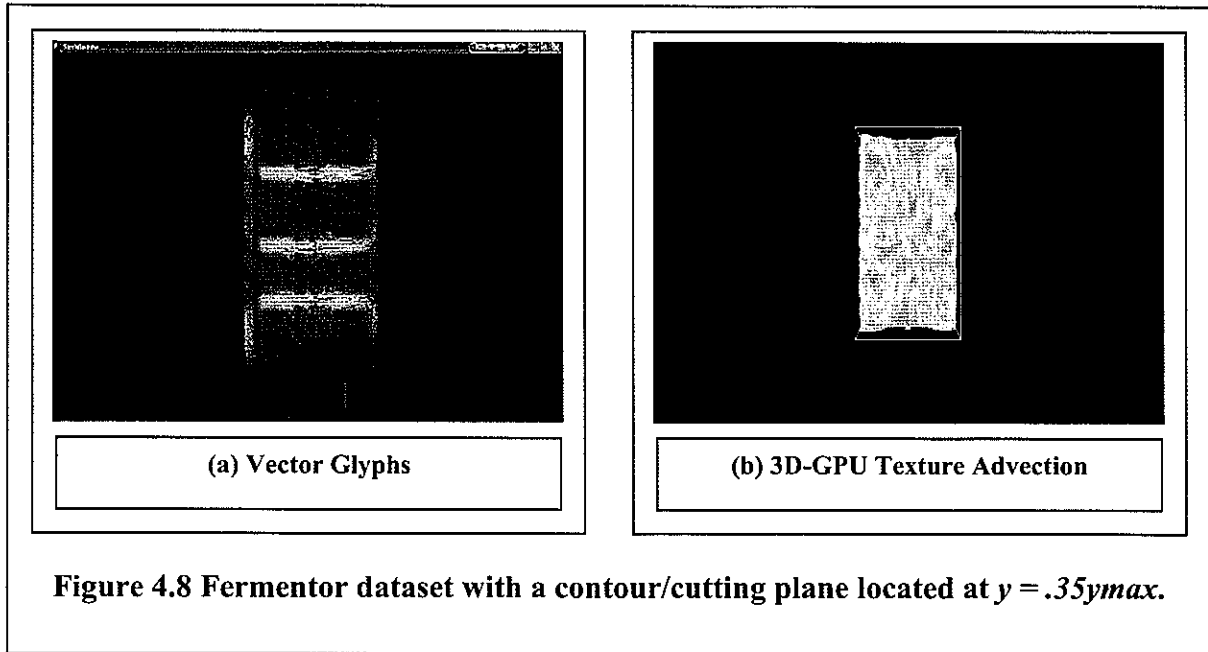 (a) Vector Glyphs
(b) 3D-GPU Texture Advection
Figure 4.8 Fermentor dataset with a contour/cutting plane located at y = .35ymax.